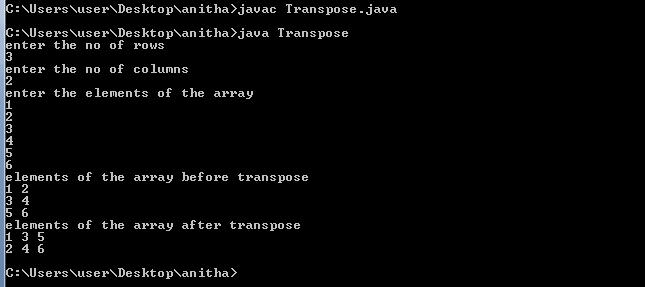 C:\Users\user\Desktop\anitha>javac Transpose.java
C:\Users\user\Desktop\anitha>java Transpose
enter the no of rows
3
enter the no of columns
2
enter the elements of the array
1
2
3
4
5
6
elements of the array before transpose
1 2
3 4
5 6
elements of the array after transpose
1 3 5
2 4 6
C:\Users\user\Desktop\anitha>